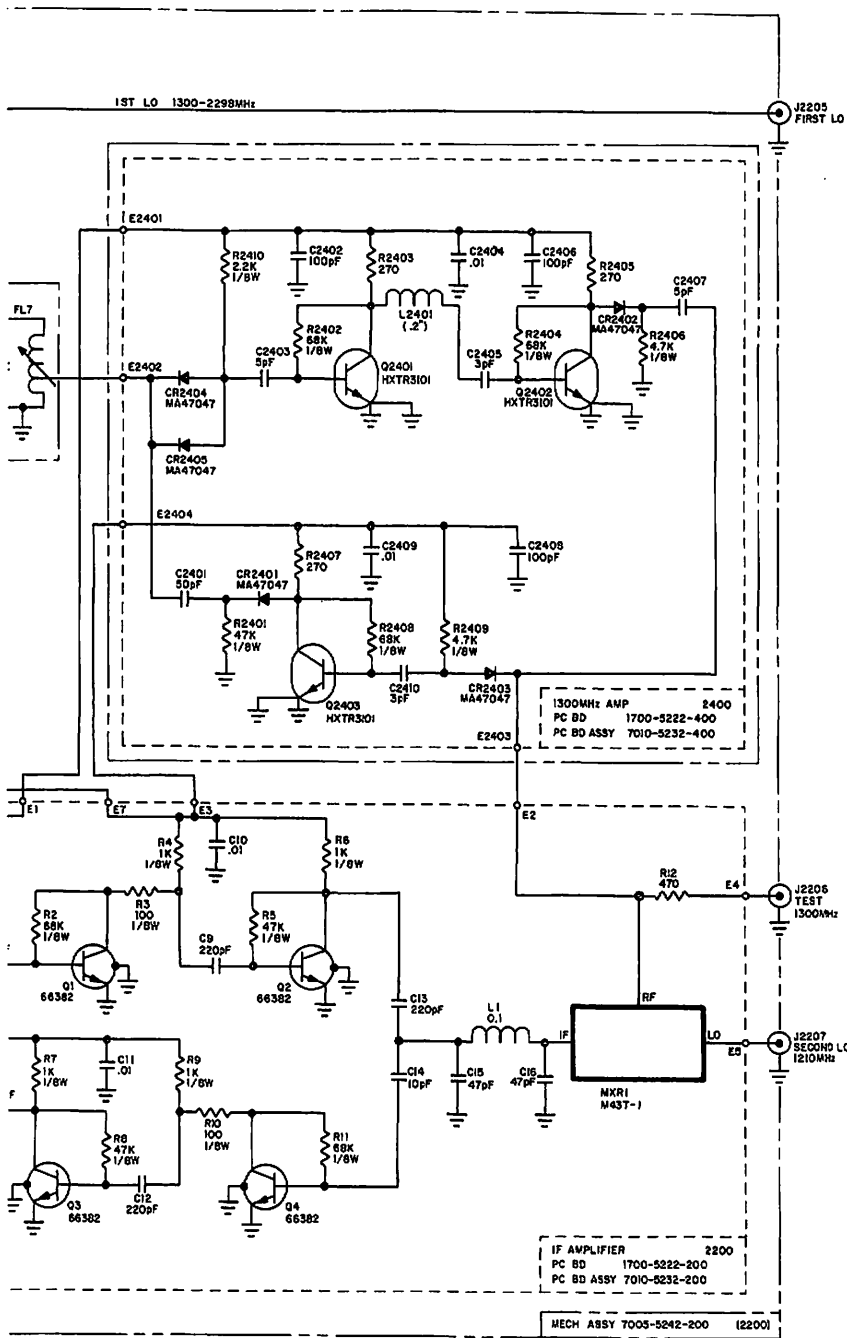 1ST LO 1300-2298MHz
J2205
FIRST LO
E2401
R2410
2.2K
1/8W
C2402
100pF
R2403
270
C2404
.01
C2406
100pF
R2405
270
C2407
5pF
FL7
L2401
(.2")
R2402
68K
1/8W
R2404
68K
1/8W
CR2402
MA47047
R2406
4.7K
1/8W
E2402
C2403
5pF
C2405
3pF
Q2401
HXTR3101
Q2402
HXTR3101
CR2404
MA47047
CR2405
MA47047
E2404
R2407
270
C2409
.01
C2408
100pF
C2401
50pF
CR2401
MA47047
R2401
47K
1/8W
R2408
68K
1/8W
R2409
4.7K
1/8W
C2410
3pF
CR2403
MA47047
Q2403
HXTR3101
1300MHz AMP 2400
PC BD 1700-5222-400
PC BD ASSY 7010-5232-400
E2403
E1
E7
E3
E2
R4
1K
1/8W
C10
.01
R6
1K
1/8W
R12
470
E4
J2206
TEST
1300MHz
R2
68K
1/8W
R3
100
1/8W
R5
47K
1/8W
C9
220pF
Q1
66382
Q2
66382
C13
220pF
RF
L1
0.1
IF
LO
E5
J2207
SECOND LO
1210MHz
C14
10pF
C15
47pF
C16
47pF
MXR1
M43T-1
R7
1K
1/8W
C11
.01
R9
1K
1/8W
F
R10
100
1/8W
R8
47K
1/8W
R11
68K
1/8W
C12
220pF
Q3
66382
Q4
66382
IF AMPLIFIER 2200
PC BD 1700-5222-200
PC BD ASSY 7010-5232-200
MECH ASSY 7005-5242-200 (2200)